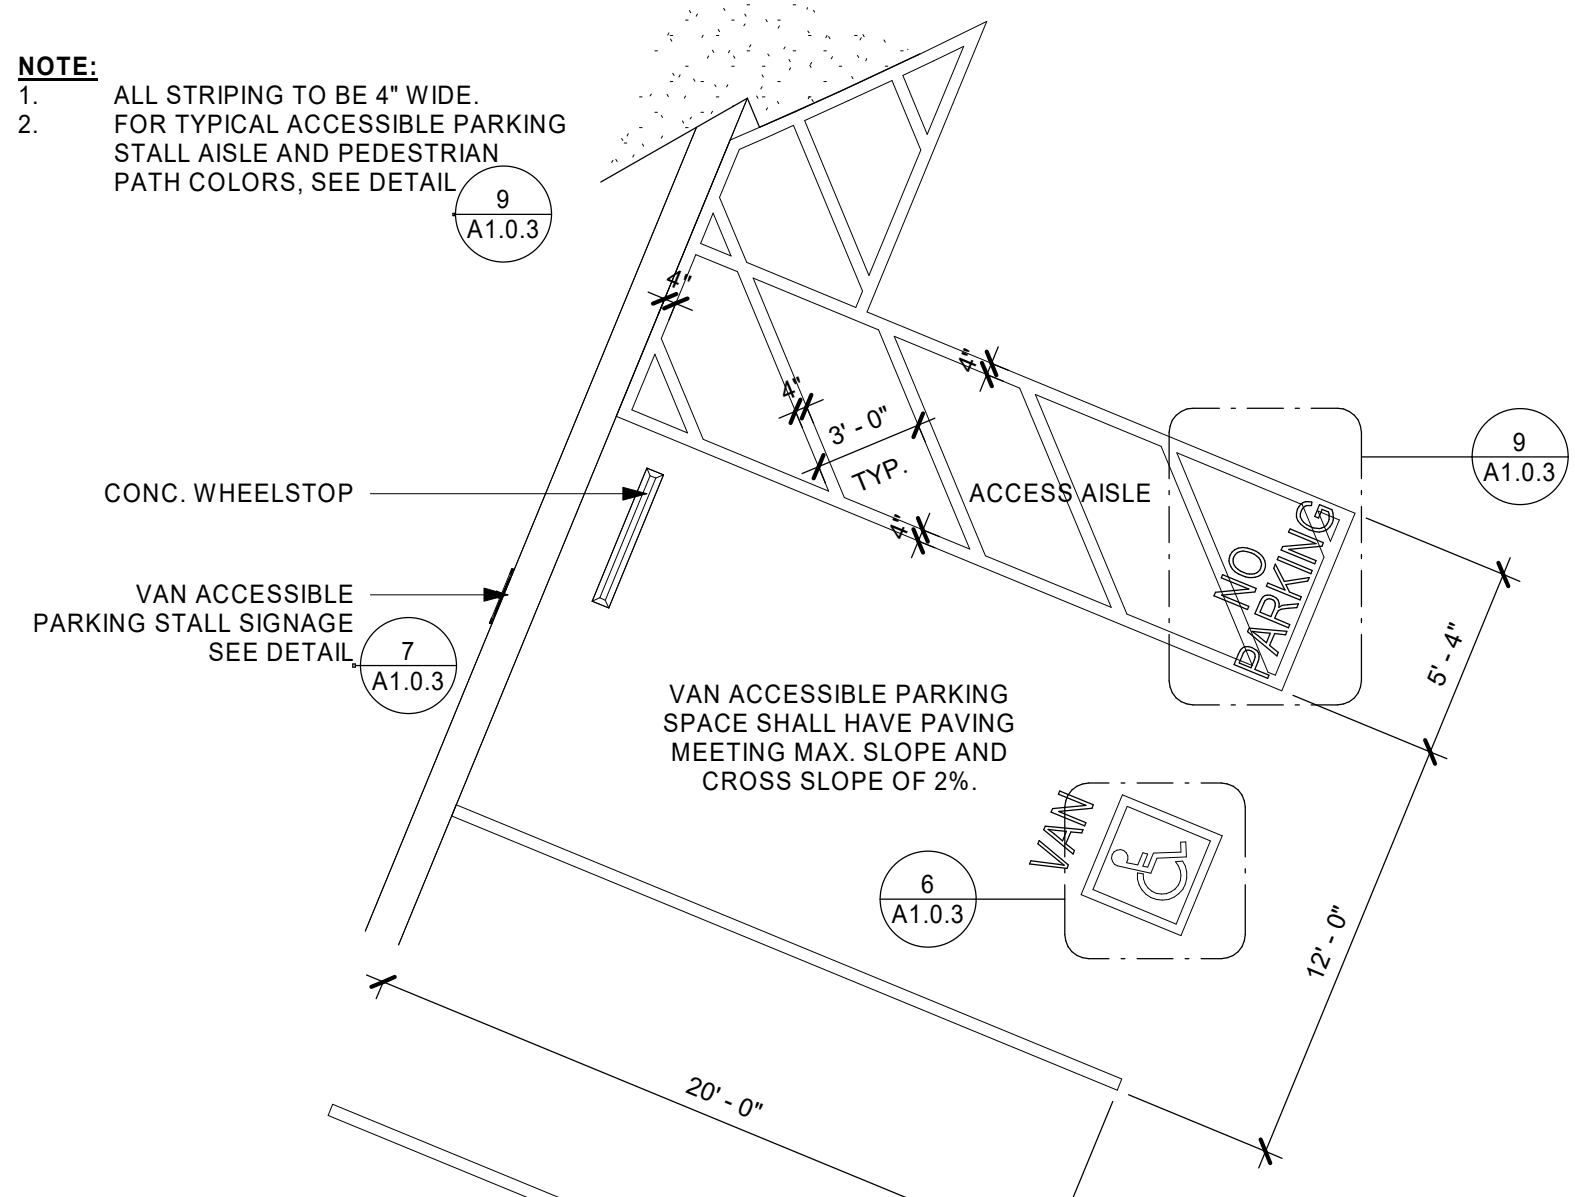 NOTE:
1. ALL STRIPING TO BE 4" WIDE.
2. FOR TYPICAL ACCESSIBLE PARKING
STALL AISLE AND PEDESTRIAN
PATH COLORS, SEE DETAIL
9
A1.0.3
4"
4"
4"
3' - 0"
TYP.
4"
ACCESS AISLE
9
A1.0.3
NO
PARKING
CONC. WHEELSTOP
VAN ACCESSIBLE
PARKING STALL SIGNAGE
SEE DETAIL
7
A1.0.3
5' - 4"
VAN ACCESSIBLE PARKING
SPACE SHALL HAVE PAVING
MEETING MAX. SLOPE AND
CROSS SLOPE OF 2%.
VAN
6
A1.0.3
12' - 0"
20' - 0"